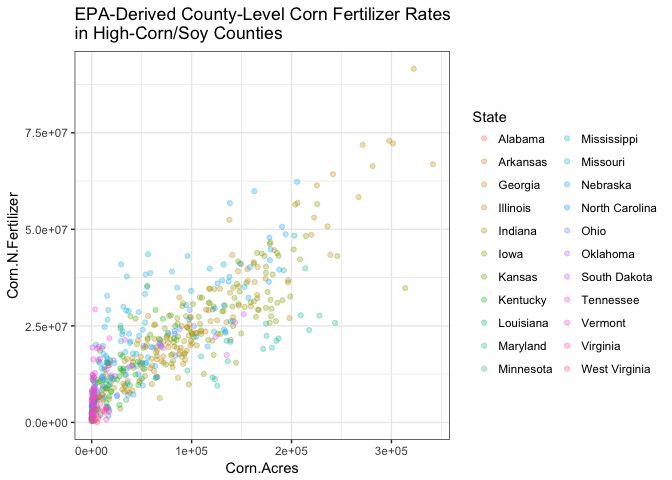 EPA-Derived County-Level Corn Fertilizer Rates
in High-Corn/Soy Counties
7.5e+07
5.0e+07
2.5e+07
0.0e+00
Corn.N.Fertilizer
0e+00 1e+05 2e+05 3e+05
Corn.Acres
State
Alabama
Arkansas
Georgia
Illinois
Indiana
Iowa
Kansas
Kentucky
Louisiana
Maryland
Minnesota
Mississippi
Missouri
Nebraska
North Carolina
Ohio
Oklahoma
South Dakota
Tennessee
Vermont
Virginia
West Virginia